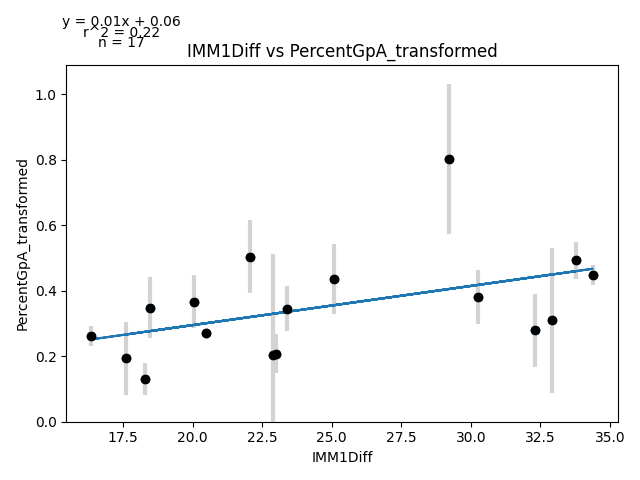 y = 0.01x + 0.06
r^2 = 0.22
n = 17
IMM1Diff vs PercentGpA_transformed
PercentGpA_transformed
1.0
0.8
0.6
0.4
0.2
0.0
17.5 20.0 22.5 25.0 27.5 30.0 32.5 35.0
IMM1Diff